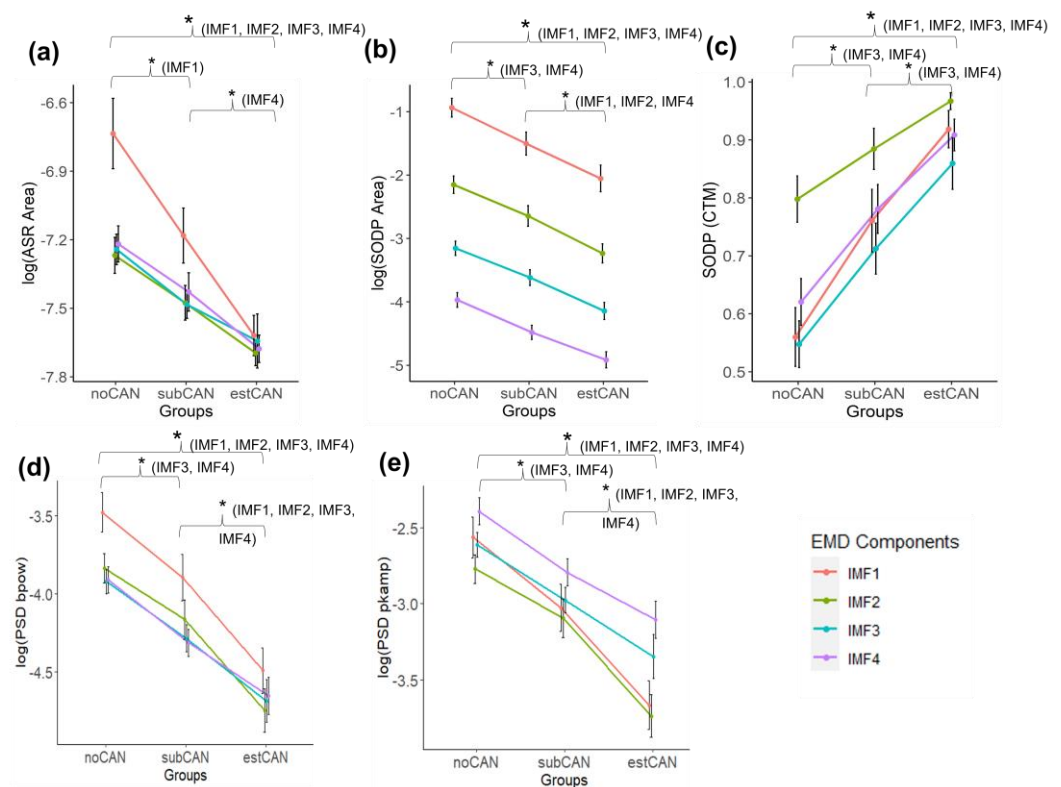 (a)
* (IMF1, IMF2, IMF3, IMF4)
* (IMF1)
* (IMF4)
-6.6
-6.9
-7.2
-7.5
-7.8
log(ASR Area)
noCAN subCAN estCAN
Groups
(b)
* (IMF1, IMF2, IMF3, IMF4)
* (IMF3, IMF4)
* (IMF1, IMF2, IMF4
-1
-2
-3
-4
-5
log(SODP Area)
noCAN subCAN estCAN
Groups
(c)
* (IMF1, IMF2, IMF3, IMF4)
* (IMF3, IMF4)
* (IMF3, IMF4)
1.0
0.9
0.8
0.7
0.6
0.5
SODP (CTM)
noCAN subCAN estCAN
Groups
(d)
* (IMF1, IMF2, IMF3, IMF4)
* (IMF3, IMF4)
* (IMF1, IMF2, IMF3,
IMF4)
-3.5
-4.0
-4.5
log(PSD bpow)
noCAN subCAN estCAN
Groups
(e)
* (IMF1, IMF2, IMF3, IMF4)
* (IMF3, IMF4)
* (IMF1, IMF2, IMF3,
IMF4)
-2.5
-3.0
-3.5
log(PSD pkamp)
noCAN subCAN estCAN
Groups
EMD Components
IMF1
IMF2
IMF3
IMF4